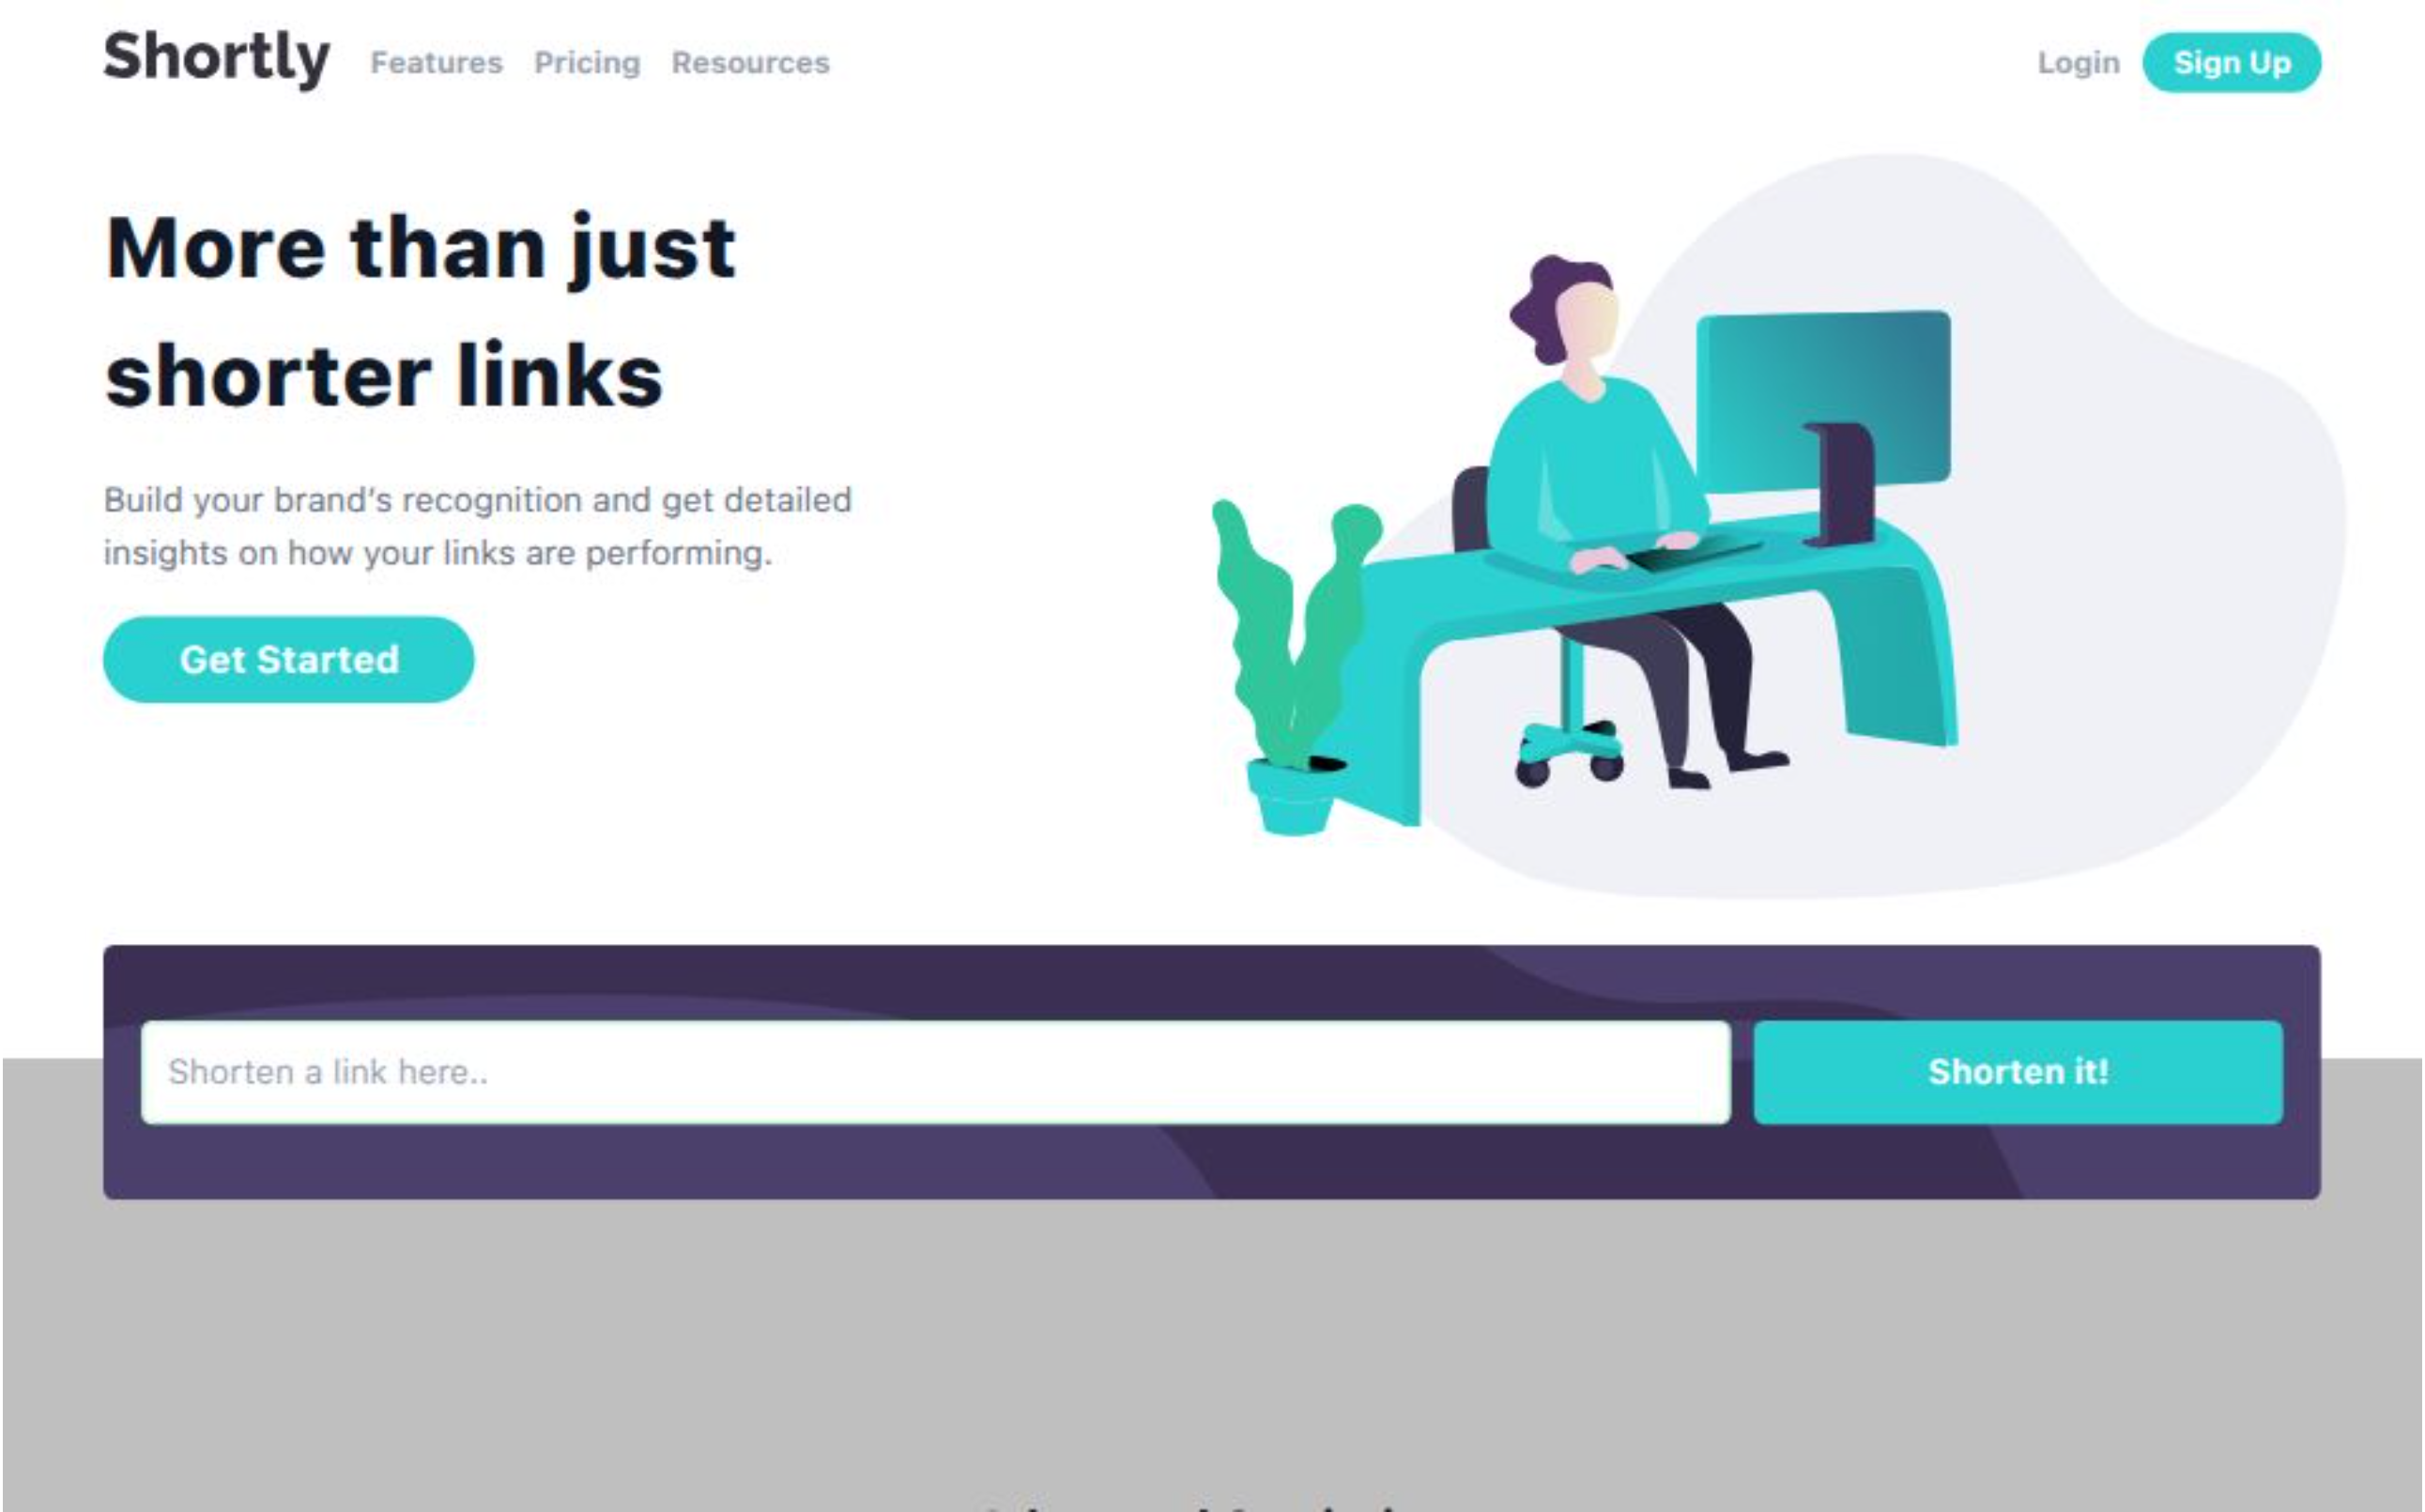 Shortly Features Pricing Resources Login Sign Up
More than just
shorter links
Build your brand's recognition and get detailed
insights on how your links are performing.
Get Started
Shorten a link here.. Shorten it!